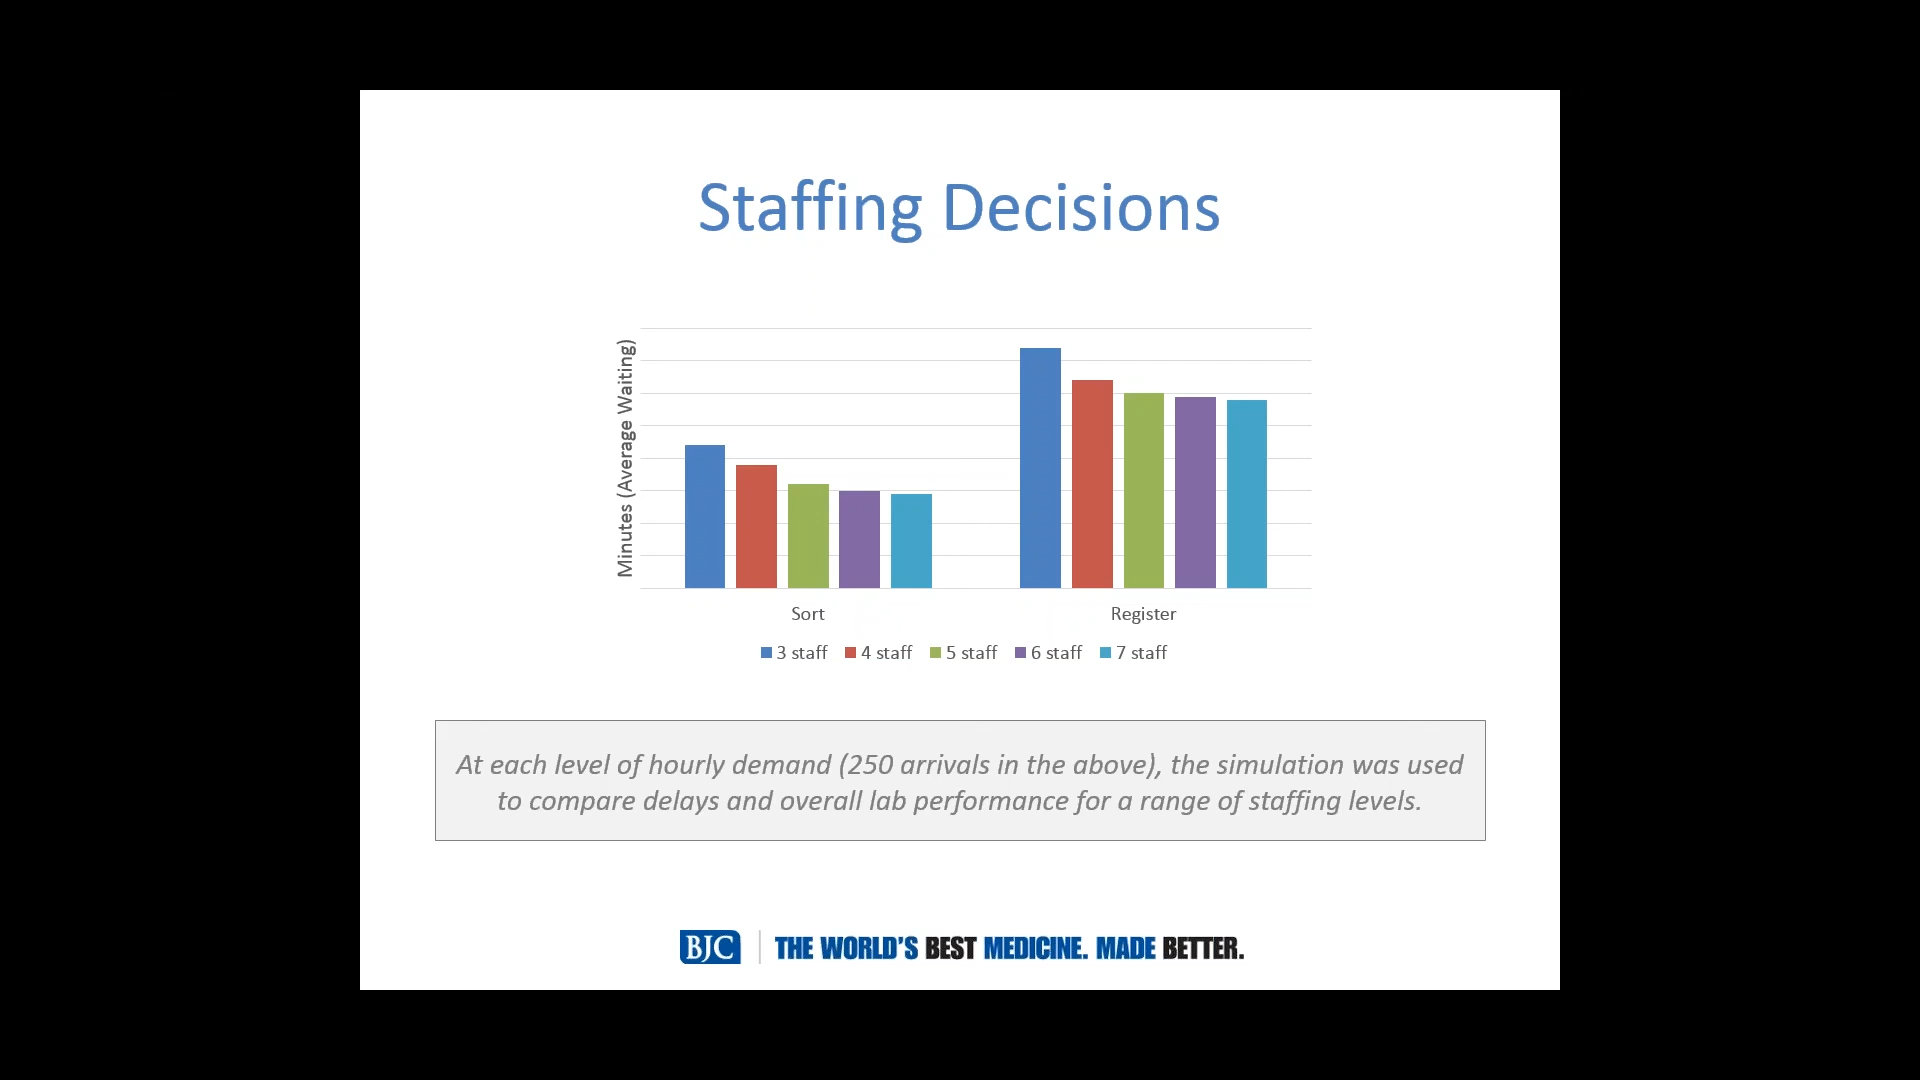 Staffing Decisions
Minutes (Average Waiting)
Sort
Register
3 staff
4 staff
5 staff
6 staff
7 staff
At each level of hourly demand (250 arrivals in the above), the simulation was used
to compare delays and overall lab performance for a range of staffing levels.
BJC
THE WORLD'S BEST MEDICINE. MADE BETTER.